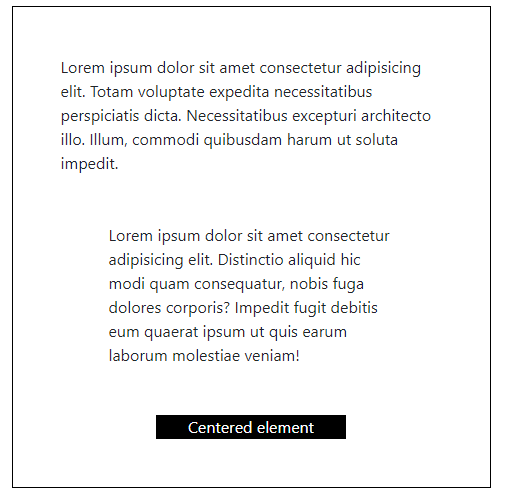 Lorem ipsum dolor sit amet consectetur adipisicing
elit. Totam voluptate expedita necessitatibus
perspiciatis dicta. Necessitatibus excepturi architecto
illo. Illum, commodi quibusdam harum ut soluta
impedit.
Lorem ipsum dolor sit amet consectetur
adipisicing elit. Distinctio aliquid hic
modi quam consequatur, nobis fuga
dolores corporis? Impedit fugit debitis
eum quaerat ipsum ut quis earum
laborum molestiae veniam!
Centered element